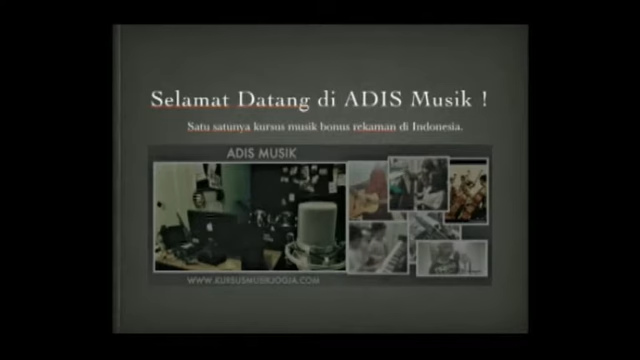 Selamat Datang di ADIS Musik !
Satu satunya kursus musik bonus rekaman di Indonesia.
ADIS MUSIK
WWW.KURSUSMUSIKJOGJA.COM